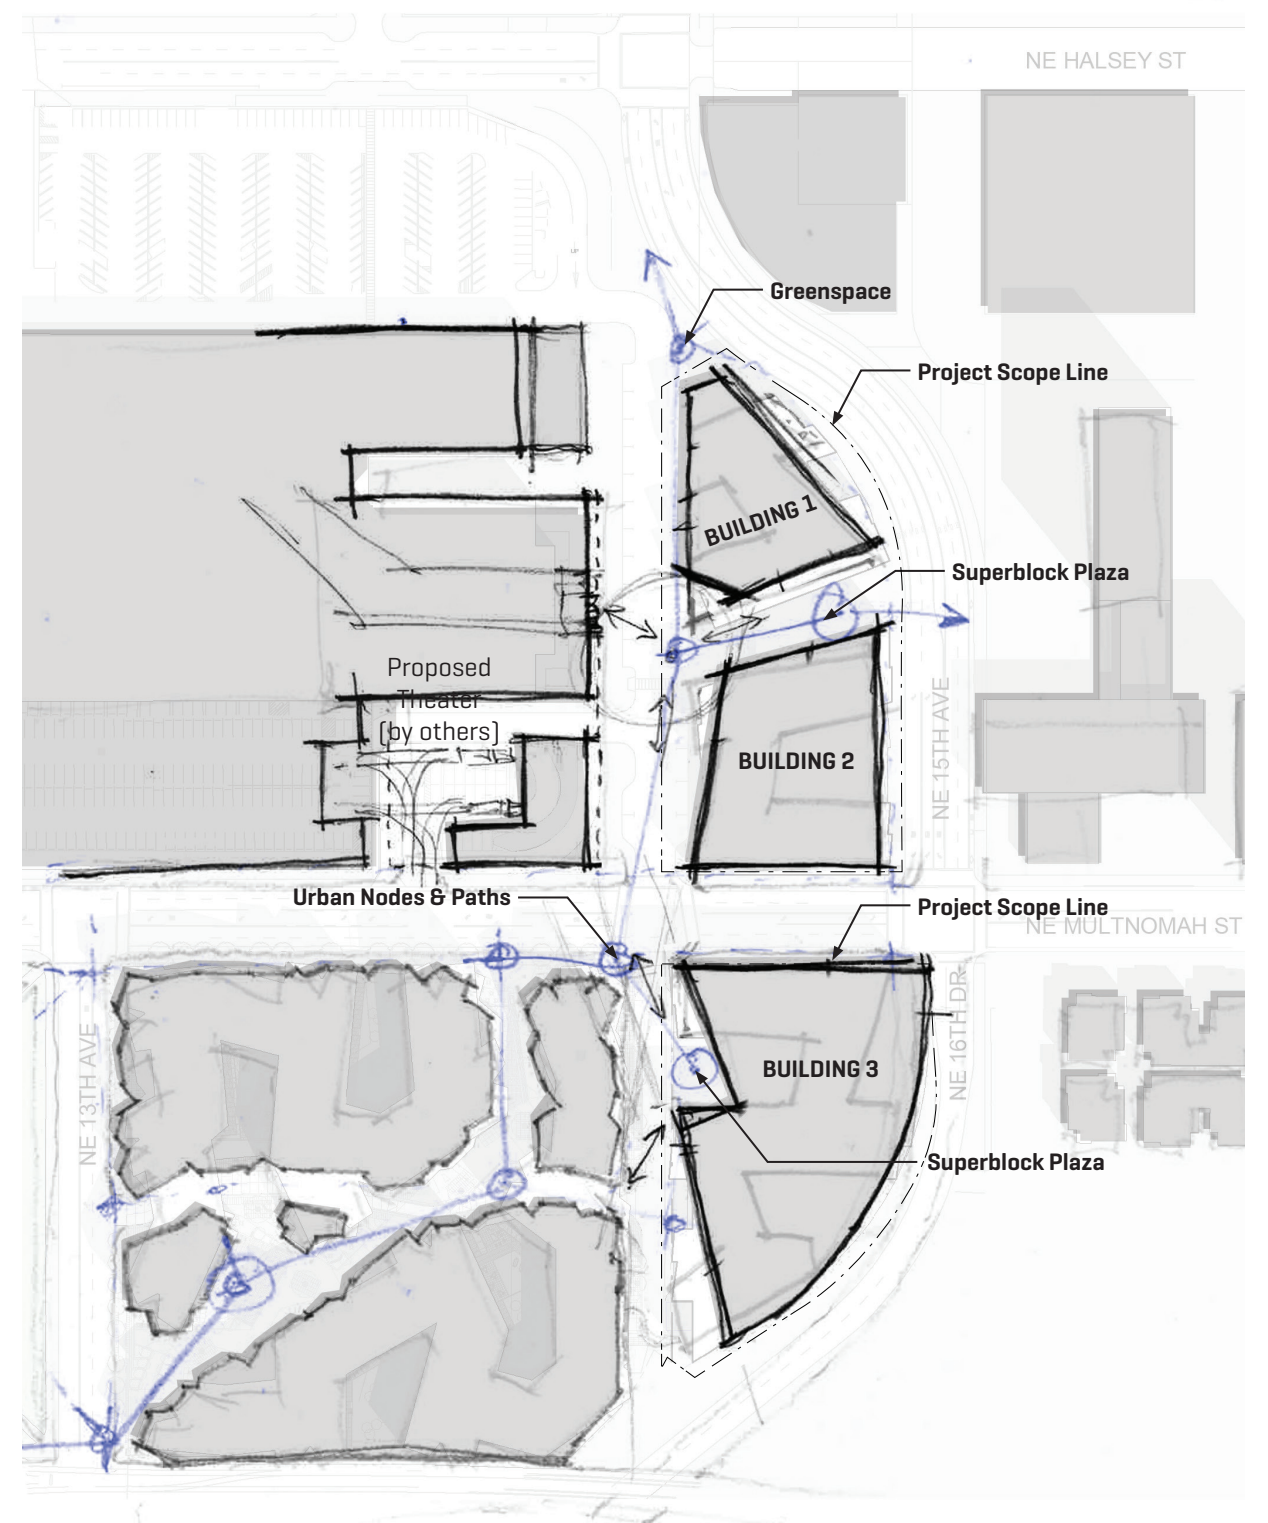 NE HALSEY ST
UP
Greenspace
Project Scope Line
BUILDING 1
Superblock Plaza
Proposed
Theater
(by others)
BUILDING 2
NE 15TH AVE
Urban Nodes & Paths
Project Scope Line
NE MULTNOMAH ST
NE 13TH AVE
BUILDING 3
NE 16TH DR
Superblock Plaza